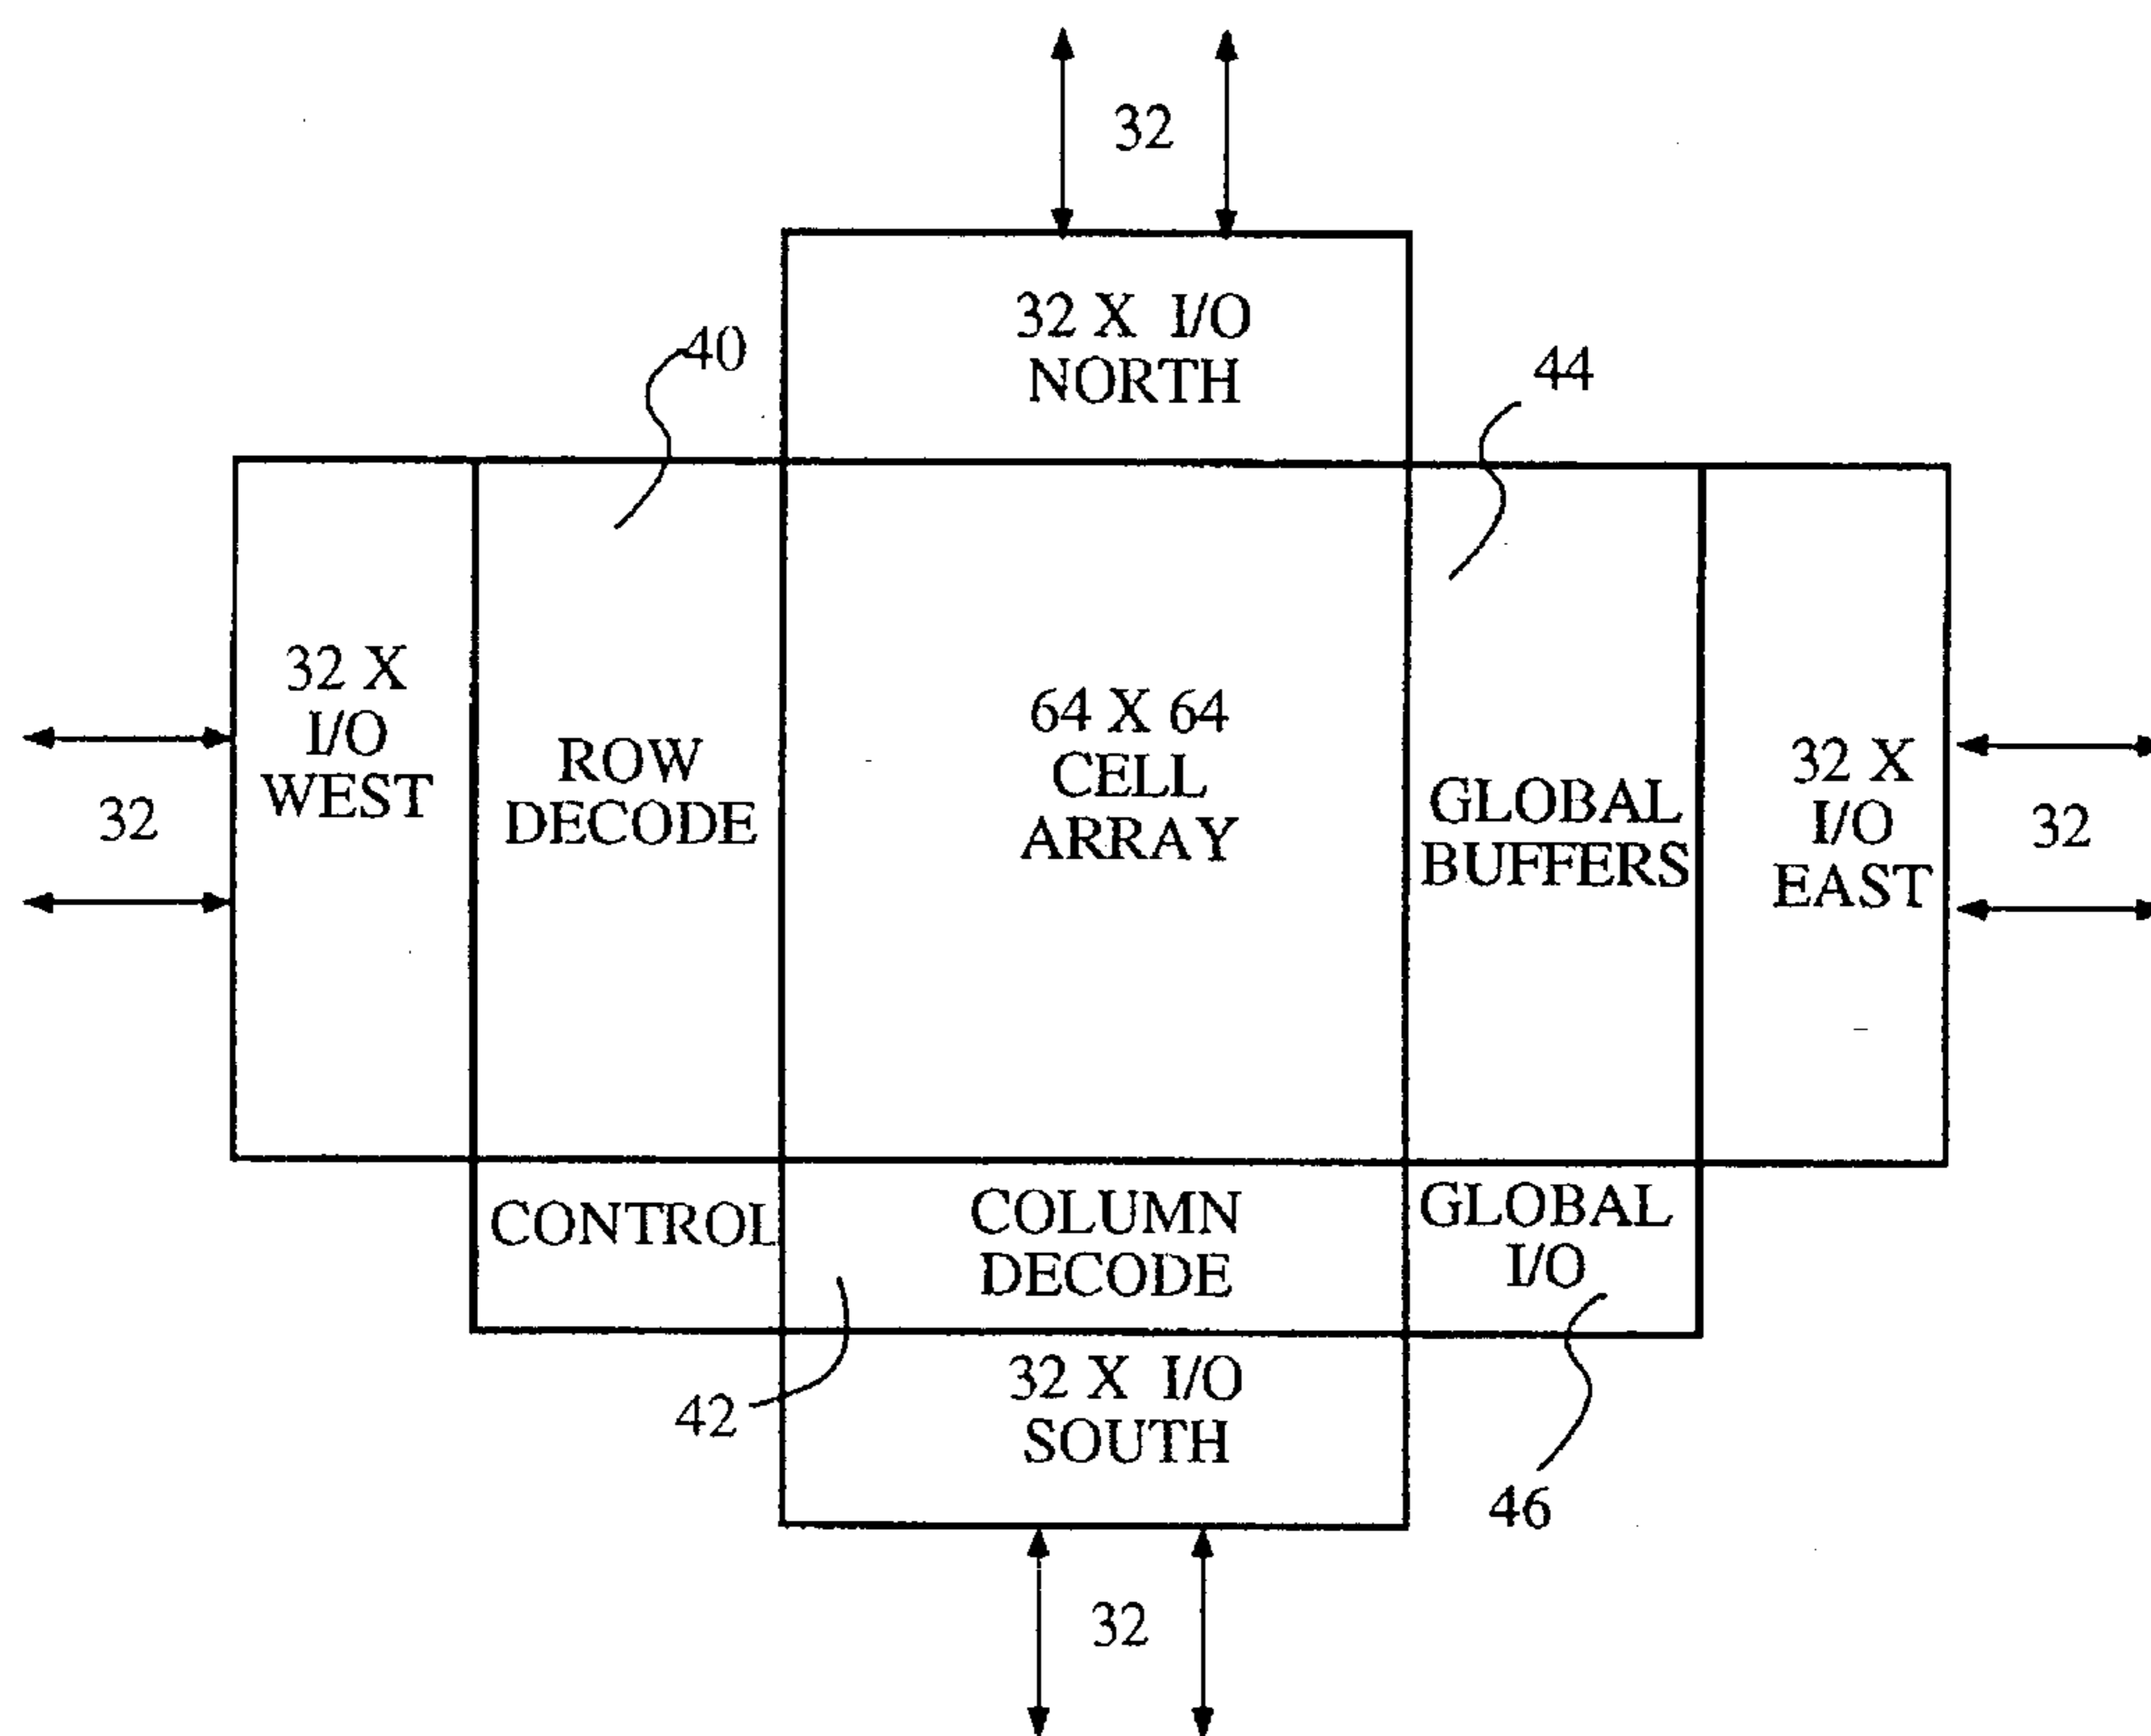 32
32 X I/O
NORTH
40
44
32 X
I/O
WEST
32
ROW
DECODE
64 X 64
CELL
ARRAY
GLOBAL
BUFFERS
32 X
I/O
EAST
32
CONTROL
COLUMN
DECODE
GLOBAL
I/O
42
32 X I/O
SOUTH
46
32